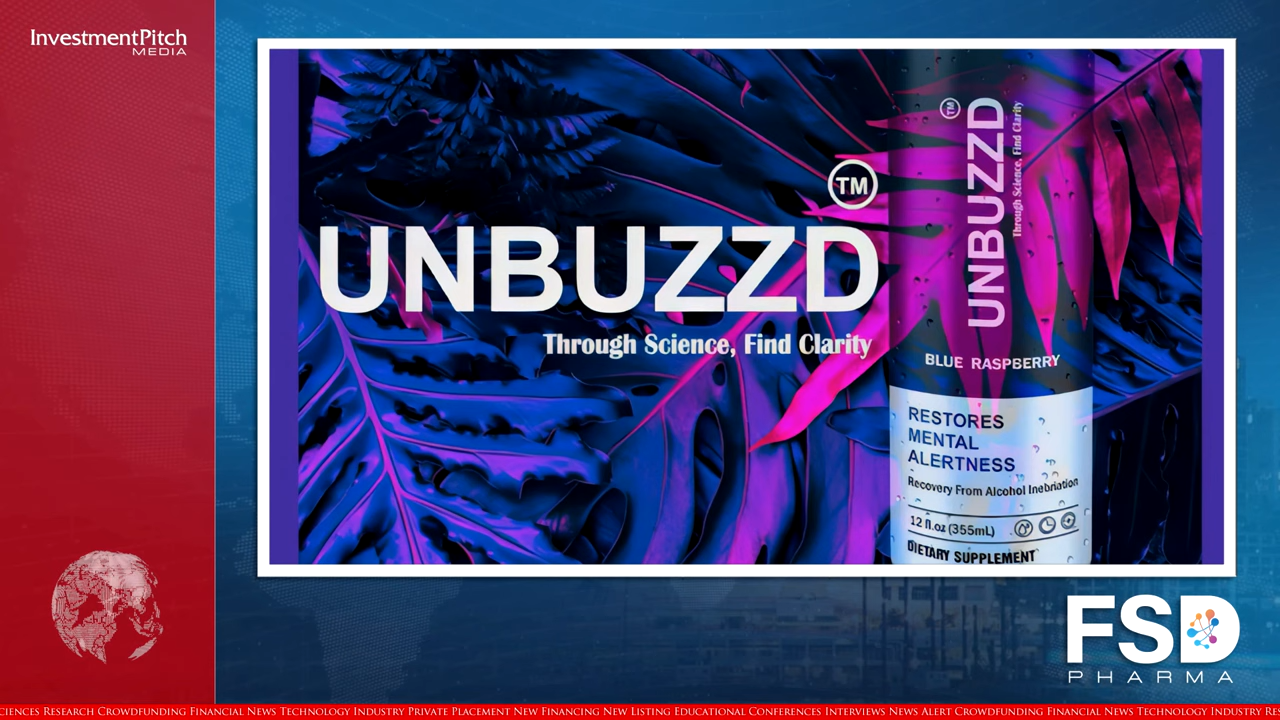 InvestmentPitch
MEDIA
UNBUZZD
TM
Through Science, Find Clarity
UNBUZZD
TM
Through Science, Find Clarity
BLUE RASPBERRY
RESTORES
MENTAL
ALERTNESS
Recovery From Alcohol Inebriation
12 fl.oz (355mL)
DIETARY SUPPLEMENT
FSD
PHARMA
SCIENCES RESEARCH CROWDFUNDING FINANCIAL NEWS TECHNOLOGY INDUSTRY PRIVATE PLACEMENT NEW FINANCING NEW LISTING EDUCATIONAL CONFERENCES INTERVIEWS NEWS ALERT CROWDFUNDING FINANCIAL NEWS TECHNOLOGY INDUSTRY